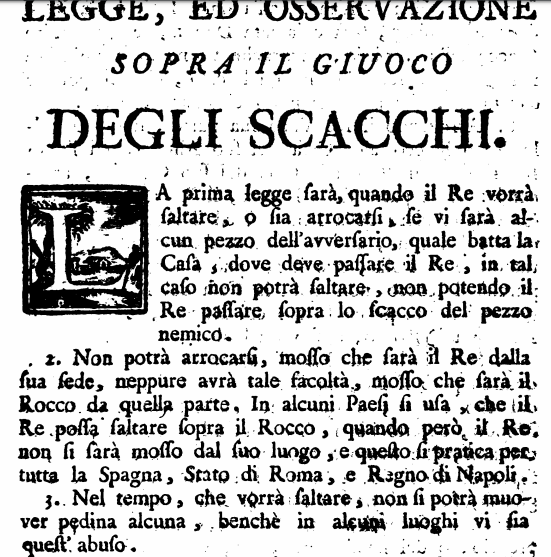 LEGGE, ED OSSERVAZIONE
SOPRA IL GIUOCO
DEGLI SCACCHI.
LA prima legge ſarà, quando il Re vorrà
ſaltare, o ſia arrocarſi, ſe vi ſarà al-
cun pezzo dell'avverſario, quale batta la
Caſa, dove deve paſſare il Re, in tal
caſo non potrà ſaltare, non potendo il
Re paſſare ſopra lo ſcacco del pezzo
nemico.
2. Non potrà arrocarſi, moſſo che ſarà il Re dalla
ſua ſede, neppure avrà tale facoltà, moſſo che ſarà il
Rocco da quella parte. In alcuni Paeſi ſi uſa, che il
Re poſſa ſaltare ſopra il Rocco, quando però il Re
non ſi ſarà moſſo dal ſuo luogo, e queſto ſi pratica per
tutta la Spagna, Stato di Roma, e Regno di Napoli.
3. Nel tempo, che vorrà ſaltare, non ſi potrà muo-
ver pedina alcuna, benchè in alcuni luoghi vi ſia
queſt' abuſo.